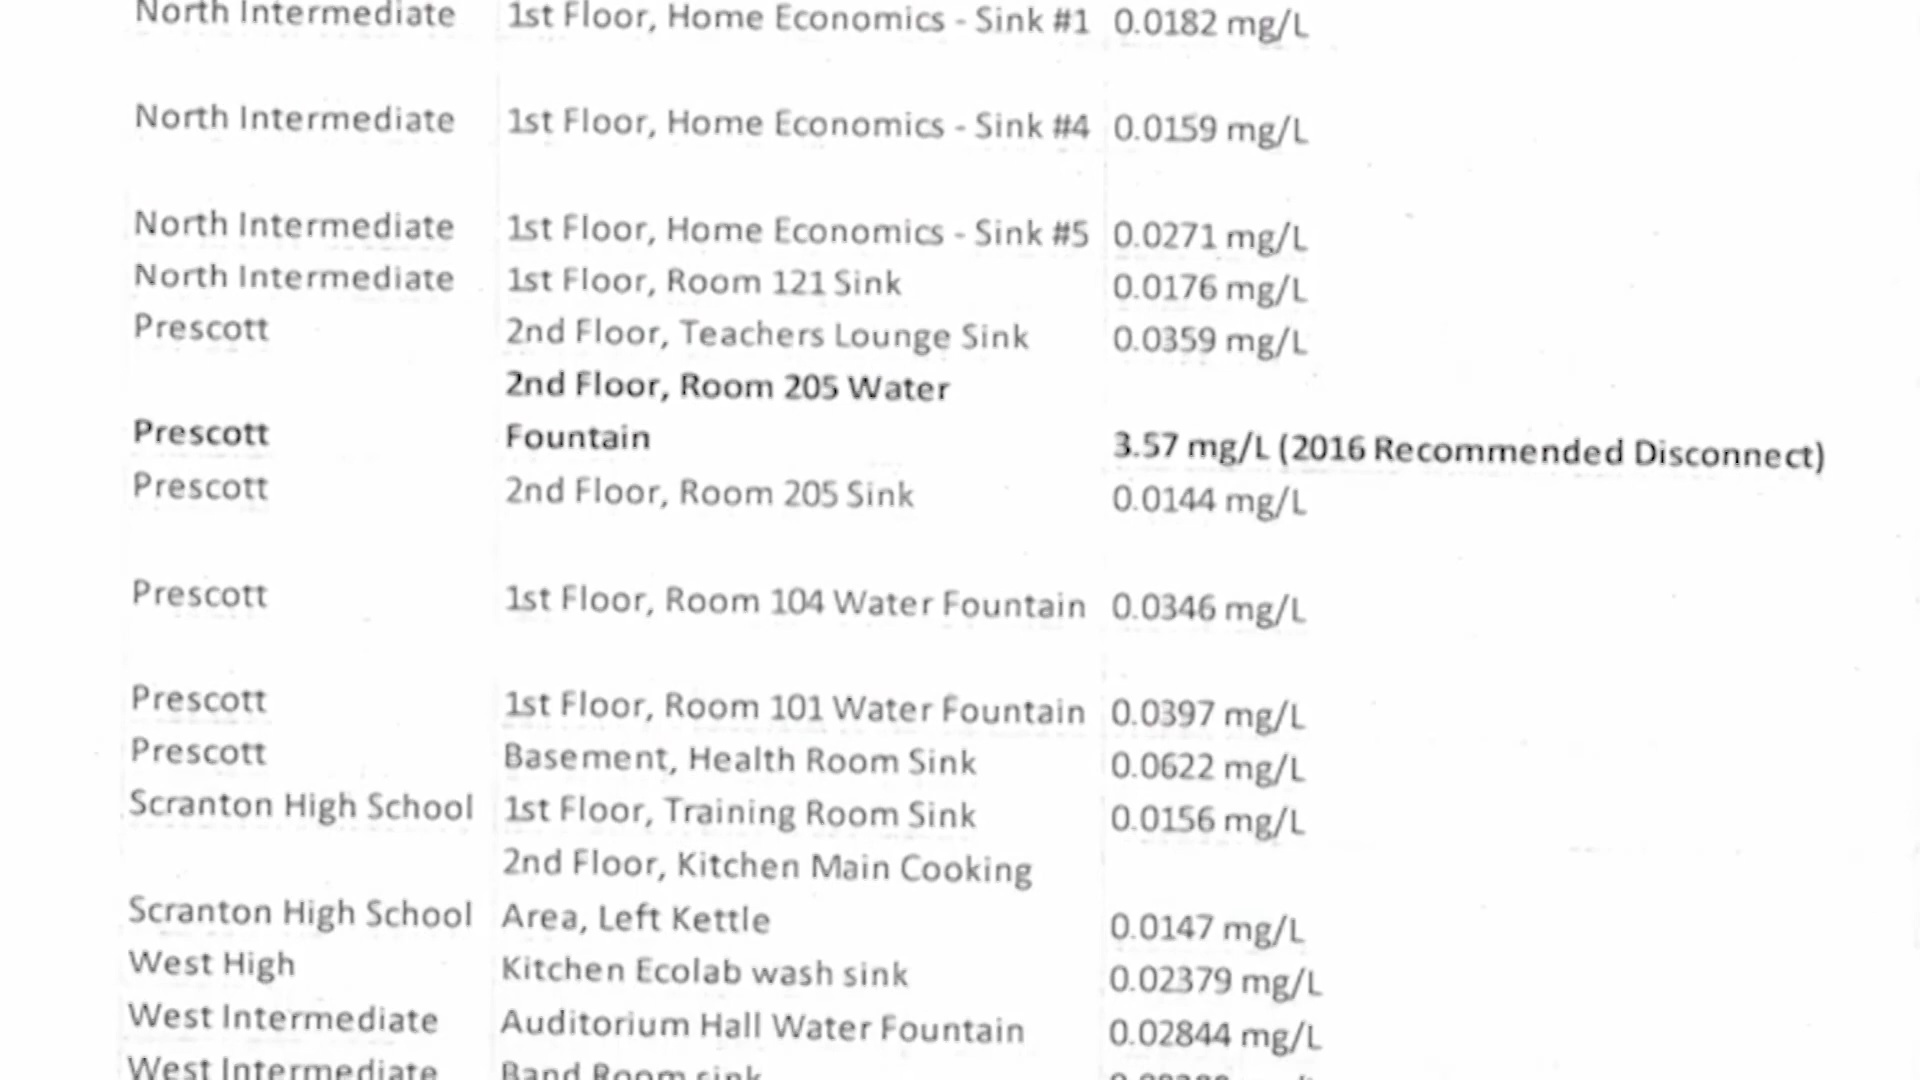 North Intermediate 1st Floor, Home Economics - Sink #1 0.0182 mg/L
North Intermediate 1st Floor, Home Economics - Sink #4 0.0159 mg/L
North Intermediate 1st Floor, Home Economics - Sink #5 0.0271 mg/L
North Intermediate 1st Floor, Room 121 Sink 0.0176 mg/L
Prescott 2nd Floor, Teachers Lounge Sink 0.0359 mg/L
2nd Floor, Room 205 Water
Prescott Fountain 3.57 mg/L (2016 Recommended Disconnect)
Prescott 2nd Floor, Room 205 Sink 0.0144 mg/L
Prescott 1st Floor, Room 104 Water Fountain 0.0346 mg/L
Prescott 1st Floor, Room 101 Water Fountain 0.0397 mg/L
Prescott Basement, Health Room Sink 0.0622 mg/L
Scranton High School 1st Floor, Training Room Sink 0.0156 mg/L
2nd Floor, Kitchen Main Cooking
Scranton High School Area, Left Kettle 0.0147 mg/L
West High Kitchen Ecolab wash sink 0.02379 mg/L
West Intermediate Auditorium Hall Water Fountain 0.02844 mg/L
West Intermediate Band Room sink